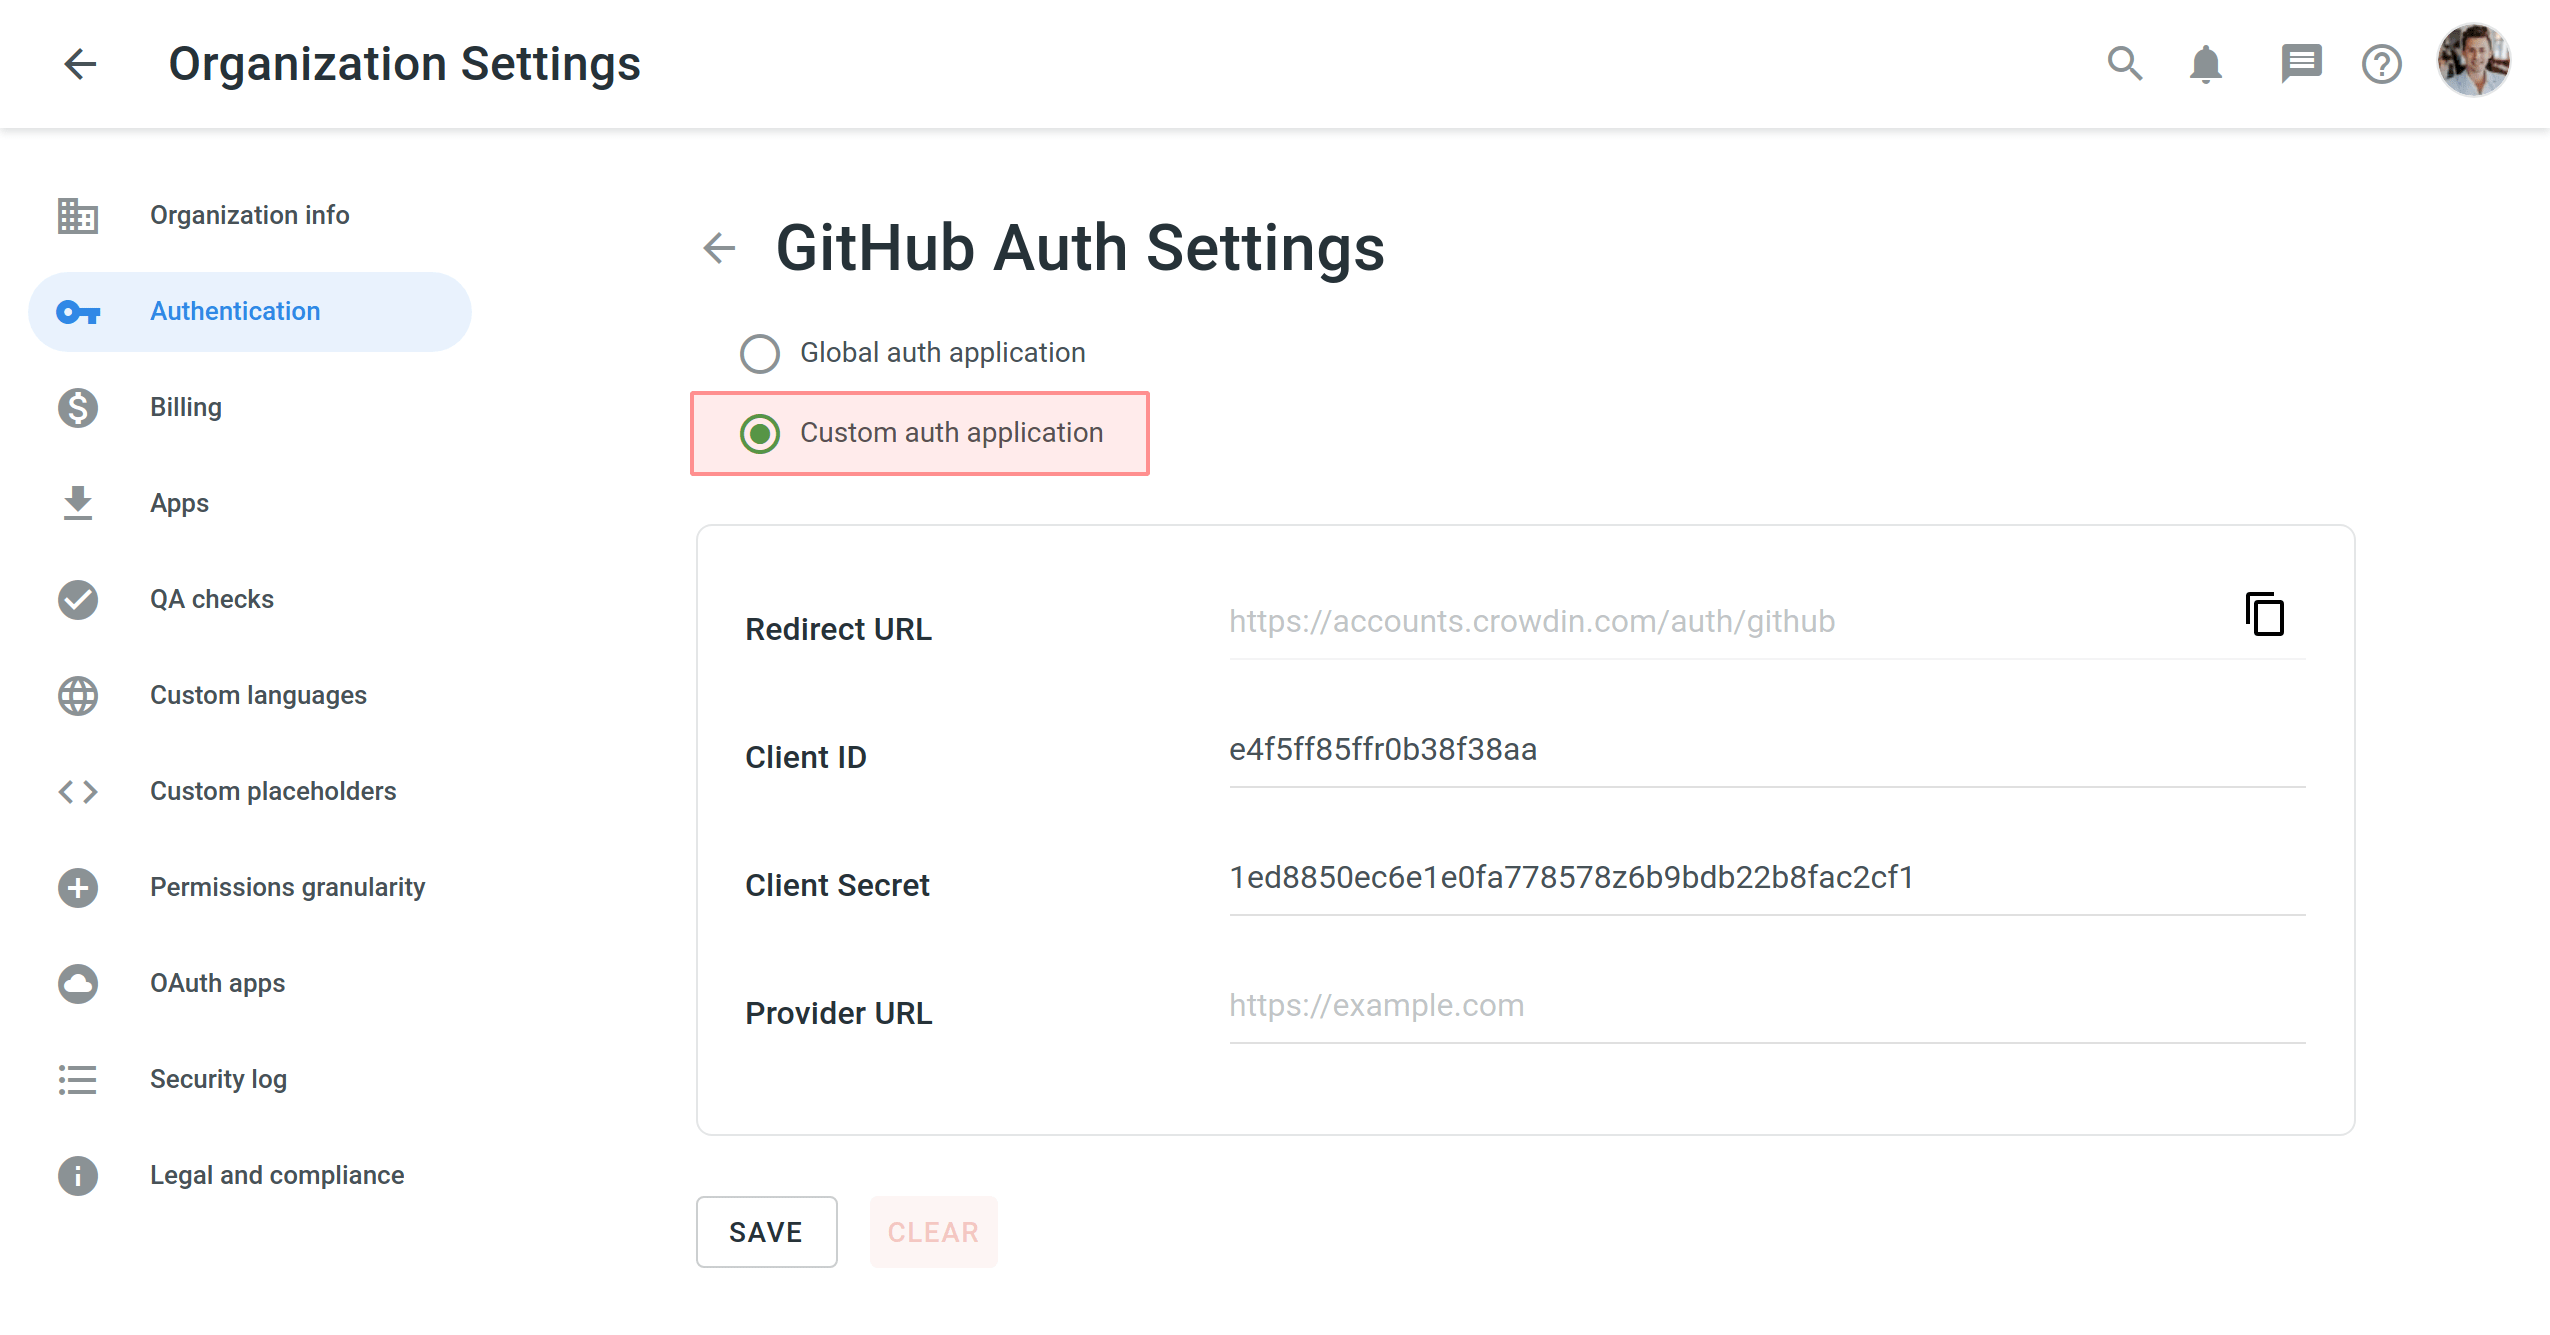 Organization Settings
Organization info
Authentication
Billing
Apps
QA checks
Custom languages
Custom placeholders
Permissions granularity
OAuth apps
Security log
Legal and compliance
GitHub Auth Settings
Global auth application
Custom auth application
Redirect URL
https://accounts.crowdin.com/auth/github
Client ID
e4f5ff85ffr0b38f38aa
Client Secret
1ed8850ec6e1e0fa778578z6b9bdb22b8fac2cf1
Provider URL
https://example.com
SAVE
CLEAR